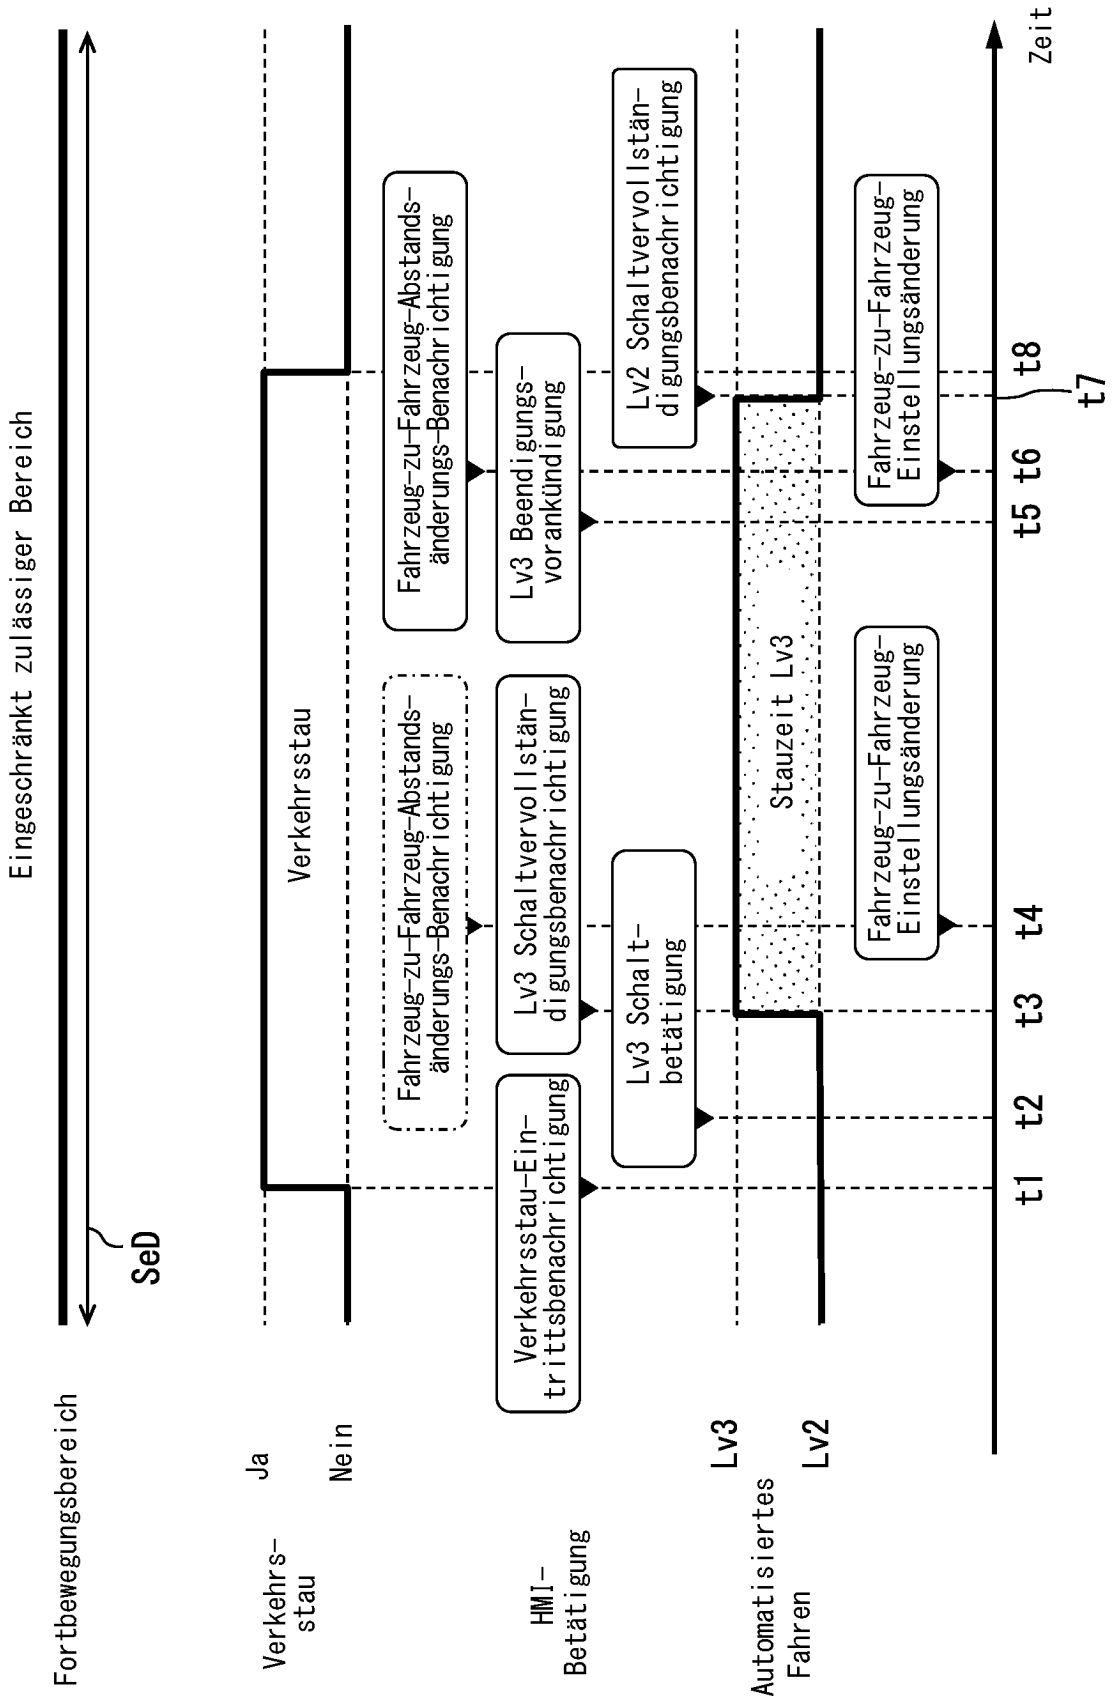 Fortbewegungsbereich
Eingeschränkt zulässiger Bereich
SeD
Verkehrs-
stau
Ja
Nein
Verkehrsstau
HMI-
Betätigung
Fahrzeug-zu-Fahrzeug-Abstands-
änderungs-Benachrichtigung
Fahrzeug-zu-Fahrzeug-Abstands-
änderungs-Benachrichtigung
Verkehrsstau-Ein-
trittsbenachrichtigung
Lv3 Schaltvervollstän-
digungsbenachrichtigung
Lv3 Beendigungs-
vorankündigung
Lv3 Schalt-
betätigung
Lv2 Schaltvervollstän-
digungsbenachrichtigung
Automatisiertes
Fahren
Lv3
Lv2
Stauzeit Lv3
Fahrzeug-zu-Fahrzeug-
Einstellungsänderung
Fahrzeug-zu-Fahrzeug-
Einstellungsänderung
t1
t2
t3
t4
t5
t6
t8
Zeit
t7